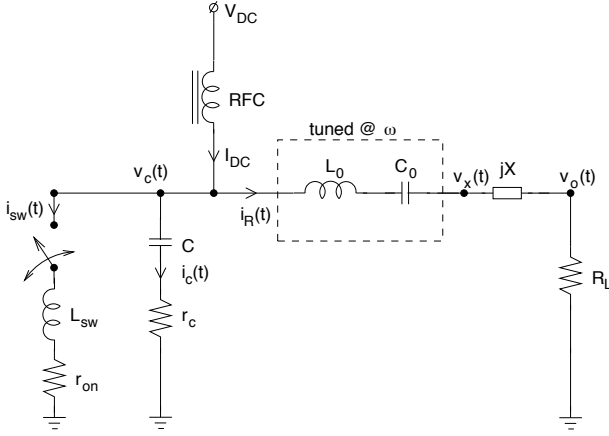 V_DC
RFC
tuned @ ω
I_DC
L_0
C_0
v_c(t)
v_x(t)
jX
v_o(t)
i_sw(t)
i_R(t)
C
i_c(t)
R_L
L_sw
r_c
r_on